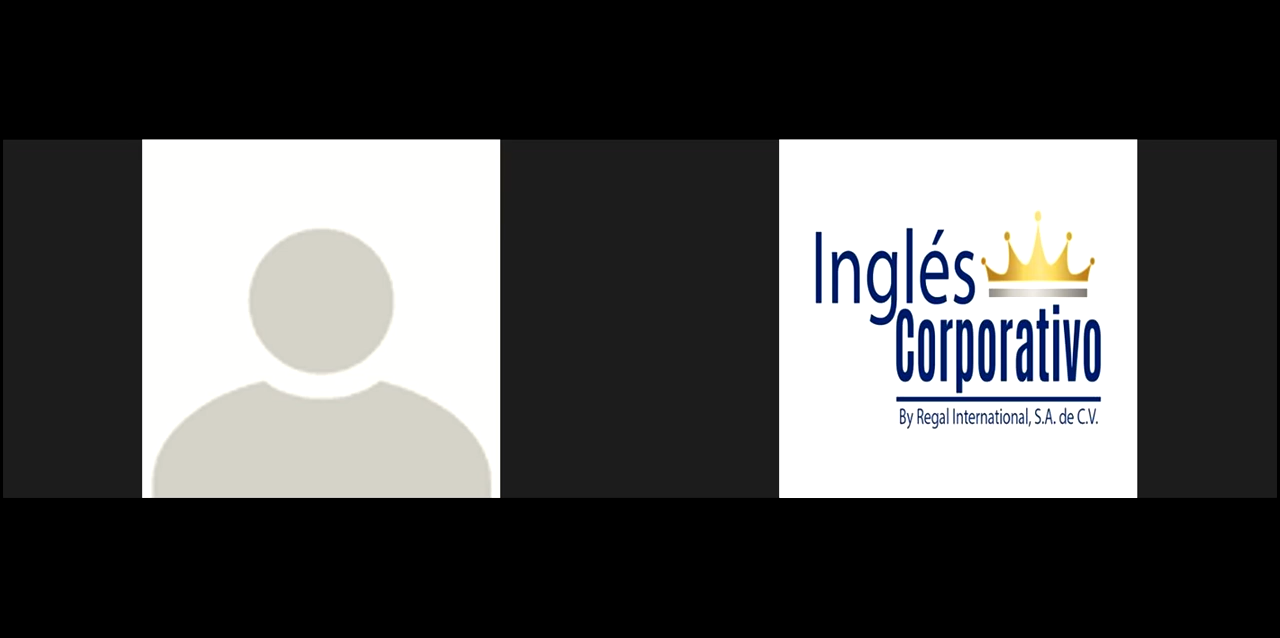 Inglés
Corporativo
By Regal International, S.A. de C.V.